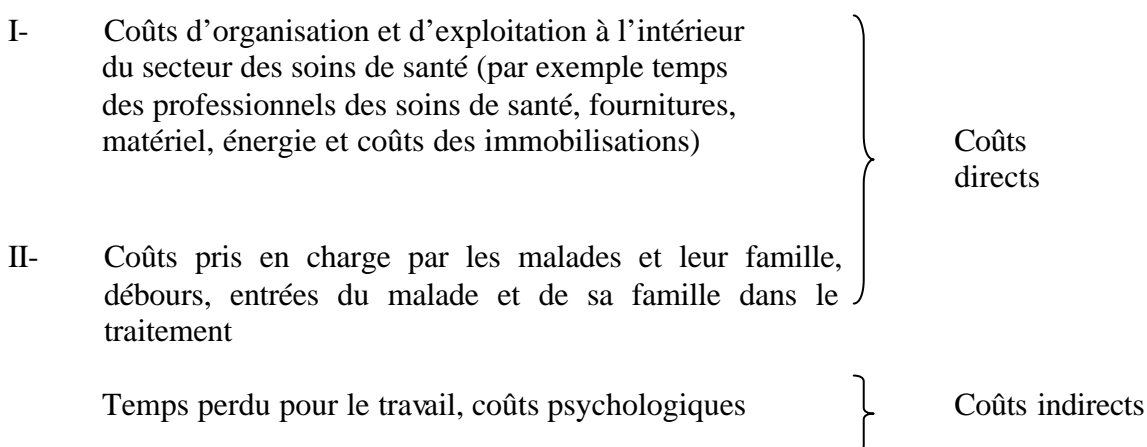 I- Coûts d’organisation et d’exploitation à l’intérieur
du secteur des soins de santé (par exemple temps
des professionnels des soins de santé, fournitures,
matériel, énergie et coûts des immobilisations) Coûts
directs
II- Coûts pris en charge par les malades et leur famille,
débours, entrées du malade et de sa famille dans le
traitement
Temps perdu pour le travail, coûts psychologiques Coûts indirects